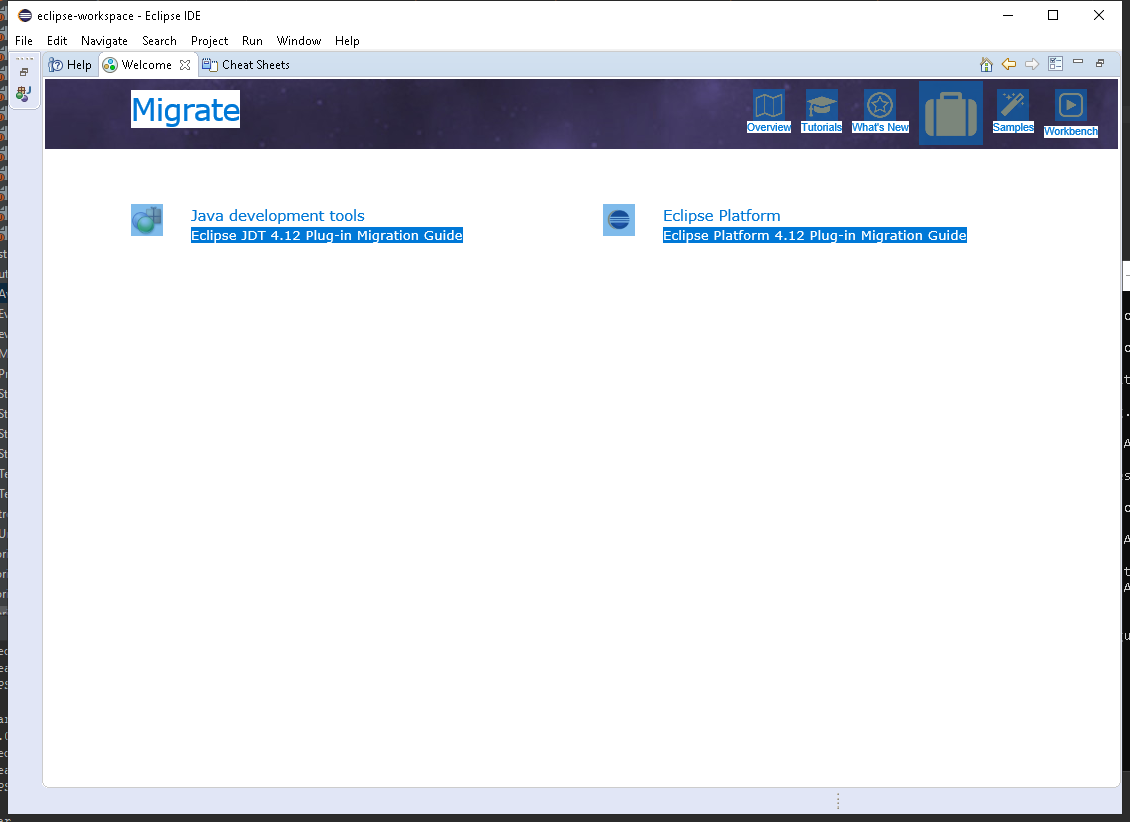 eclipse-workspace - Eclipse IDE
File Edit Navigate Search Project Run Window Help
Help Welcome Cheat Sheets
Migrate
Overview Tutorials What's New Samples Workbench
Java development tools
Eclipse JDT 4.12 Plug-in Migration Guide
Eclipse Platform
Eclipse Platform 4.12 Plug-in Migration Guide